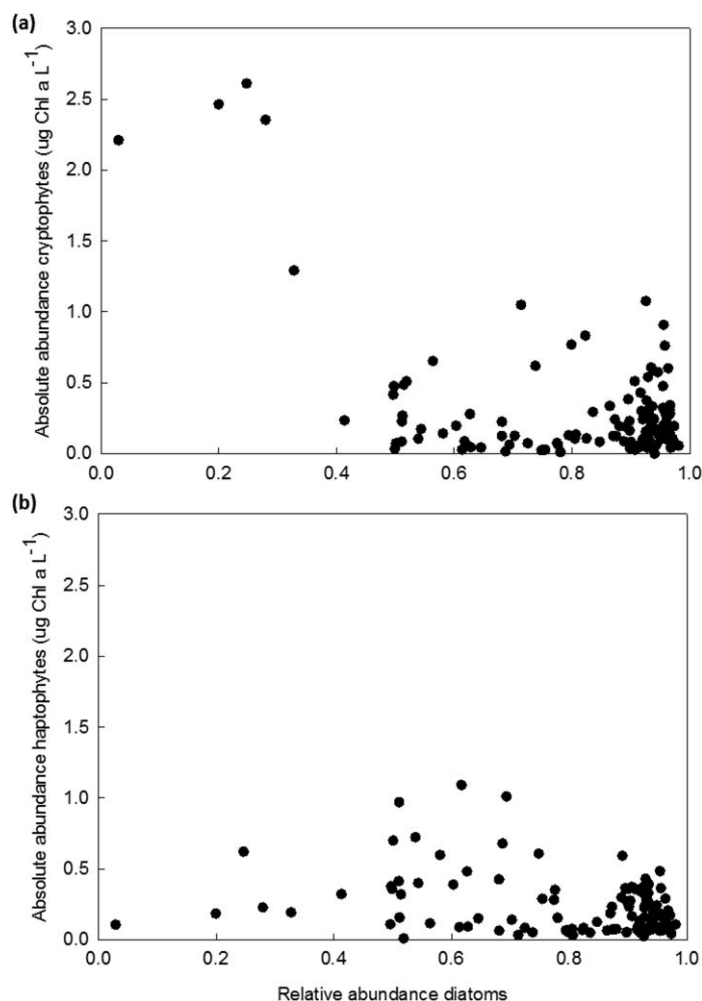 (a)
Absolute abundance cryptophytes (ug Chl a L-1)
3.0
2.5
2.0
1.5
1.0
0.5
0.0
0.0 0.2 0.4 0.6 0.8 1.0
(b)
Absolute abundance haptophytes (ug Chl a L-1)
3.0
2.5
2.0
1.5
1.0
0.5
0.0
0.0 0.2 0.4 0.6 0.8 1.0
Relative abundance diatoms